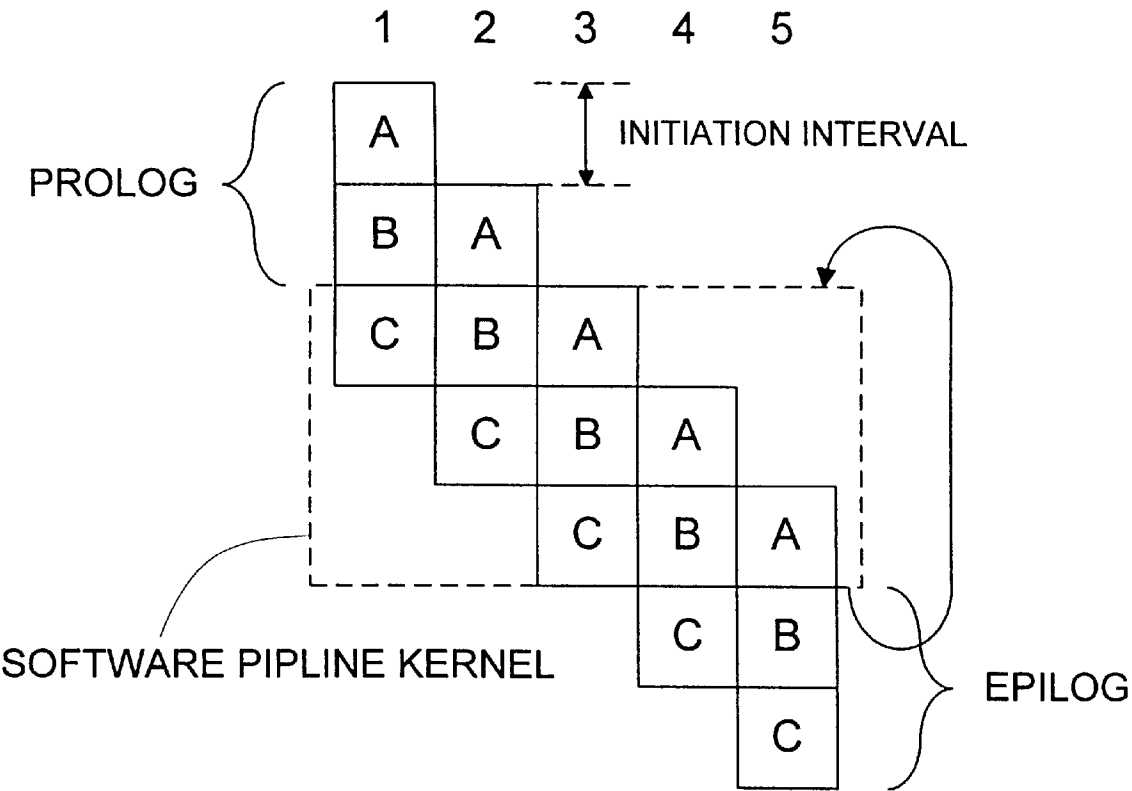 1 2 3 4 5
A
INITIATION INTERVAL
PROLOG
B A
C B A
C B A
C B A
SOFTWARE PIPLINE KERNEL
C B
EPILOG
C